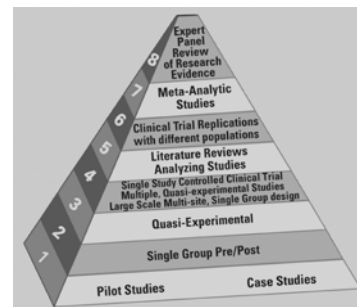 Expert
Panel
Review
of Research
Evidence
8
Meta-Analytic
Studies
7
Clinical Trial Replications
with different populations
6
Literature Reviews
Analyzing Studies
5
Single Study Controlled Clinical Trial
Multiple, Quasi-experimental Studies
Large Scale Multi-site, Single Group design
4
Quasi-Experimental
3
Single Group Pre/Post
2
Pilot Studies Case Studies
1